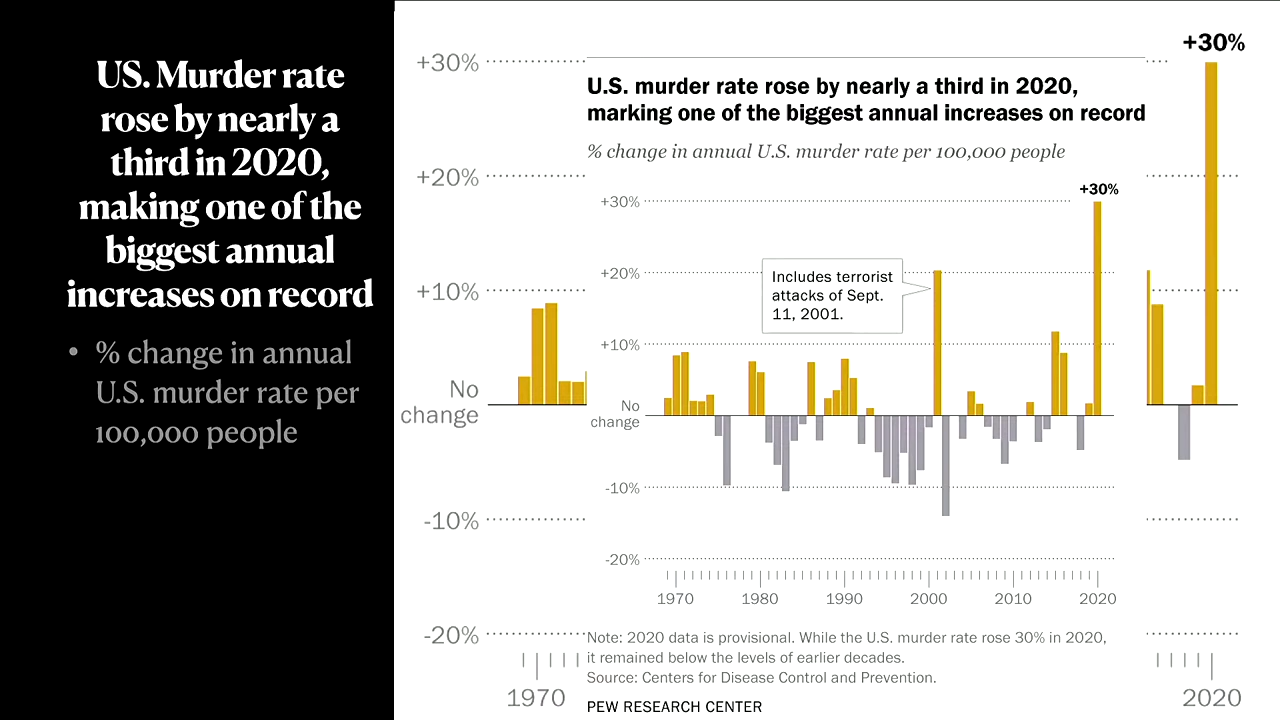 US. Murder rate
rose by nearly a
third in 2020,
making one of the
biggest annual
increases on record
• % change in annual
U.S. murder rate per
100,000 people
+30%
+20%
+10%
No
change
-10%
-20%
1970
+30%
2020
U.S. murder rate rose by nearly a third in 2020,
marking one of the biggest annual increases on record
% change in annual U.S. murder rate per 100,000 people
+30%
+30%
+20%
Includes terrorist
attacks of Sept.
11, 2001.
+10%
No
change
-10%
-20%
1970 1980 1990 2000 2010 2020
Note: 2020 data is provisional. While the U.S. murder rate rose 30% in 2020,
it remained below the levels of earlier decades.
Source: Centers for Disease Control and Prevention.
PEW RESEARCH CENTER